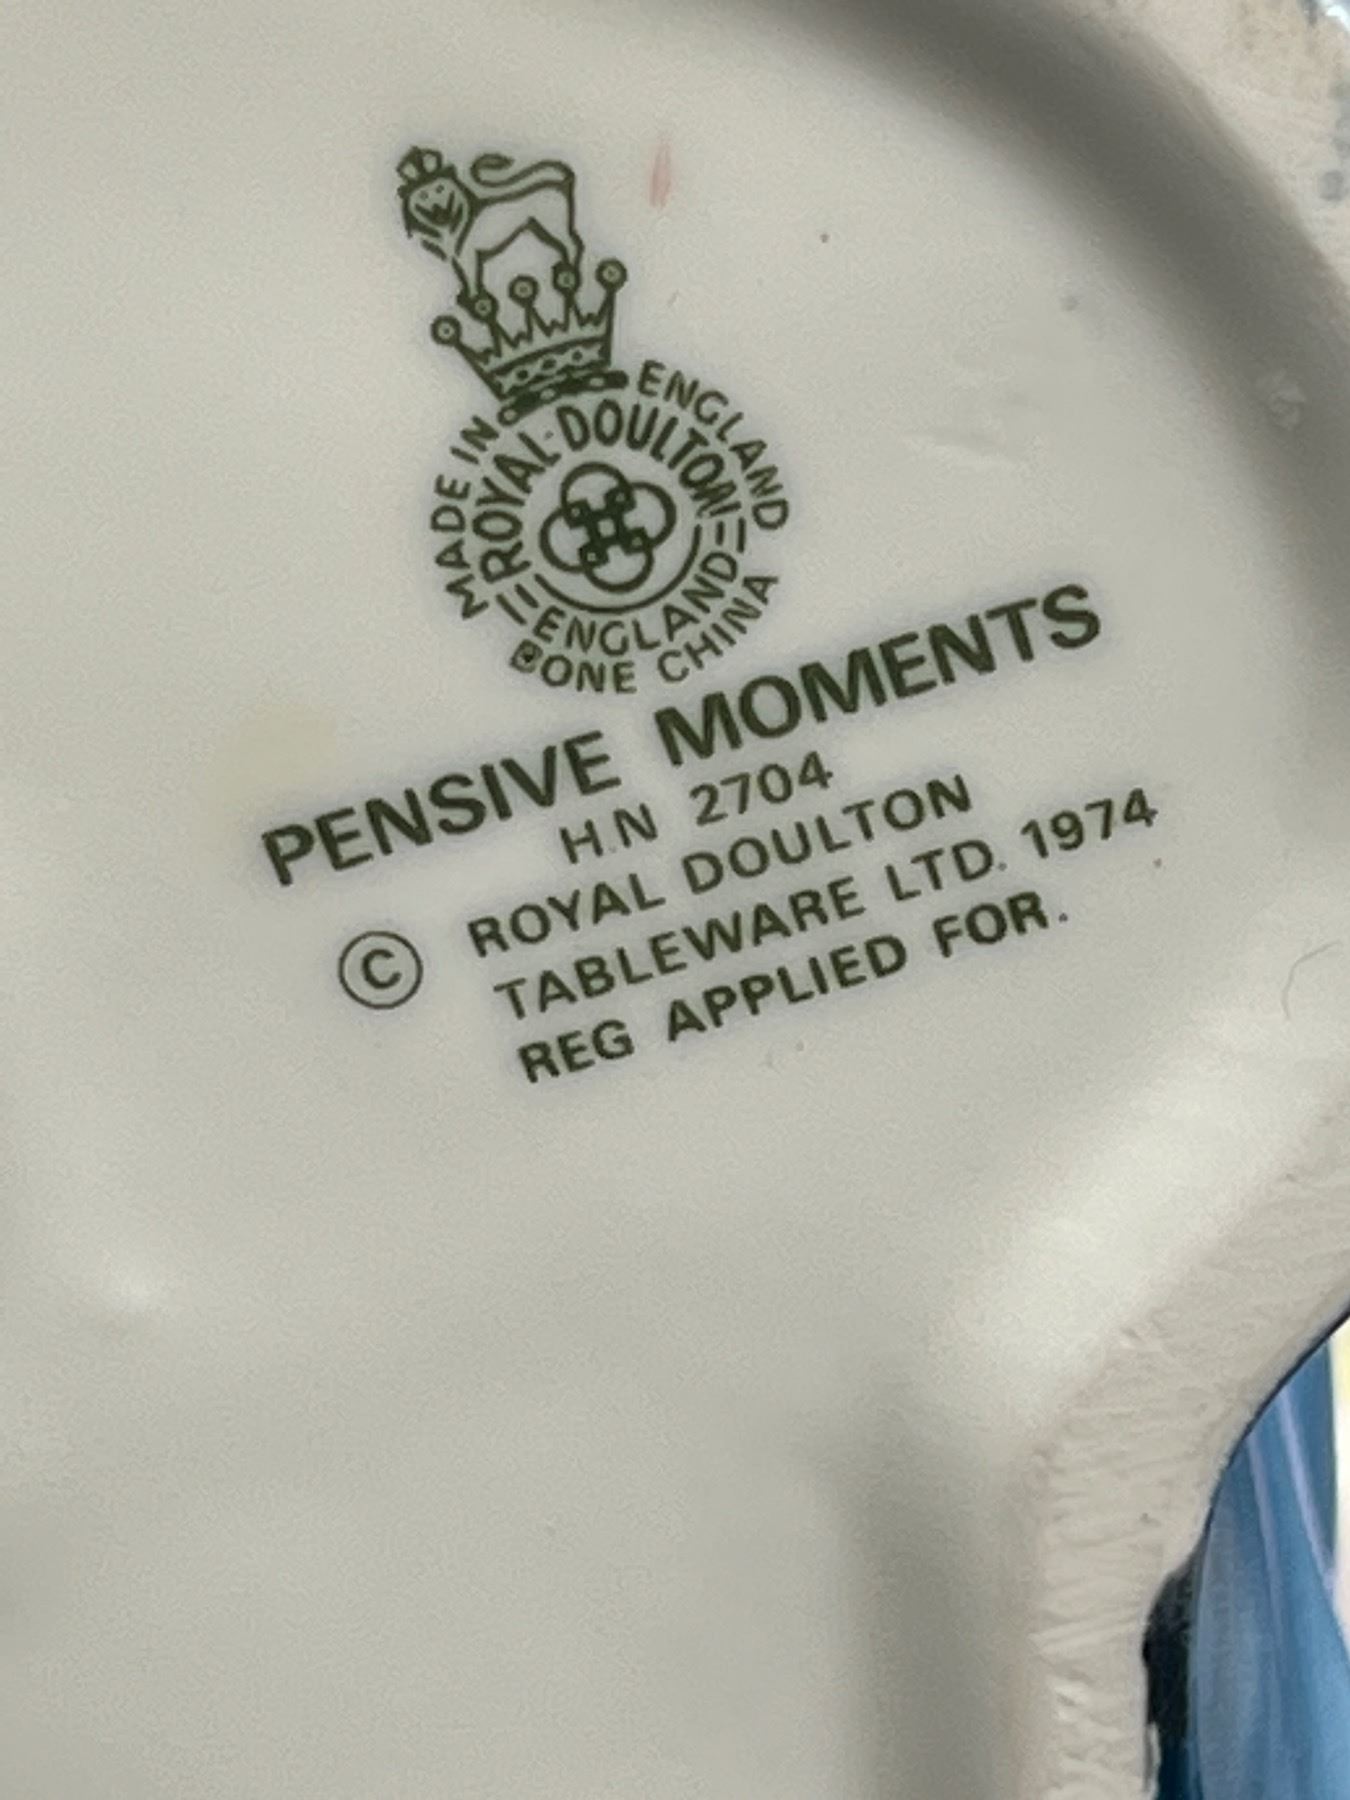 MADE IN ENGLAND
ROYAL·DOULTON
ENGLAND
BONE CHINA
PENSIVE MOMENTS
H.N 2704
© ROYAL DOULTON
TABLEWARE LTD. 1974
REG APPLIED FOR.